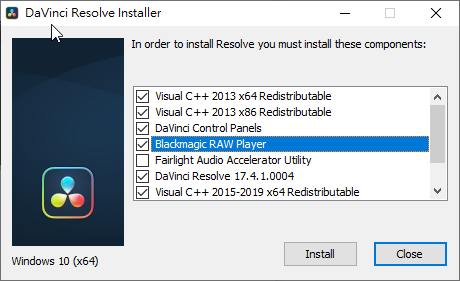 DaVinci Resolve Installer
In order to install Resolve you must install these components:
Visual C++ 2013 x64 Redistributable
Visual C++ 2013 x86 Redistributable
DaVinci Control Panels
Blackmagic RAW Player
Fairlight Audio Accelerator Utility
DaVinci Resolve 17.4.1.0004
Visual C++ 2015-2019 x64 Redistributable
Windows 10 (x64)
Install
Close